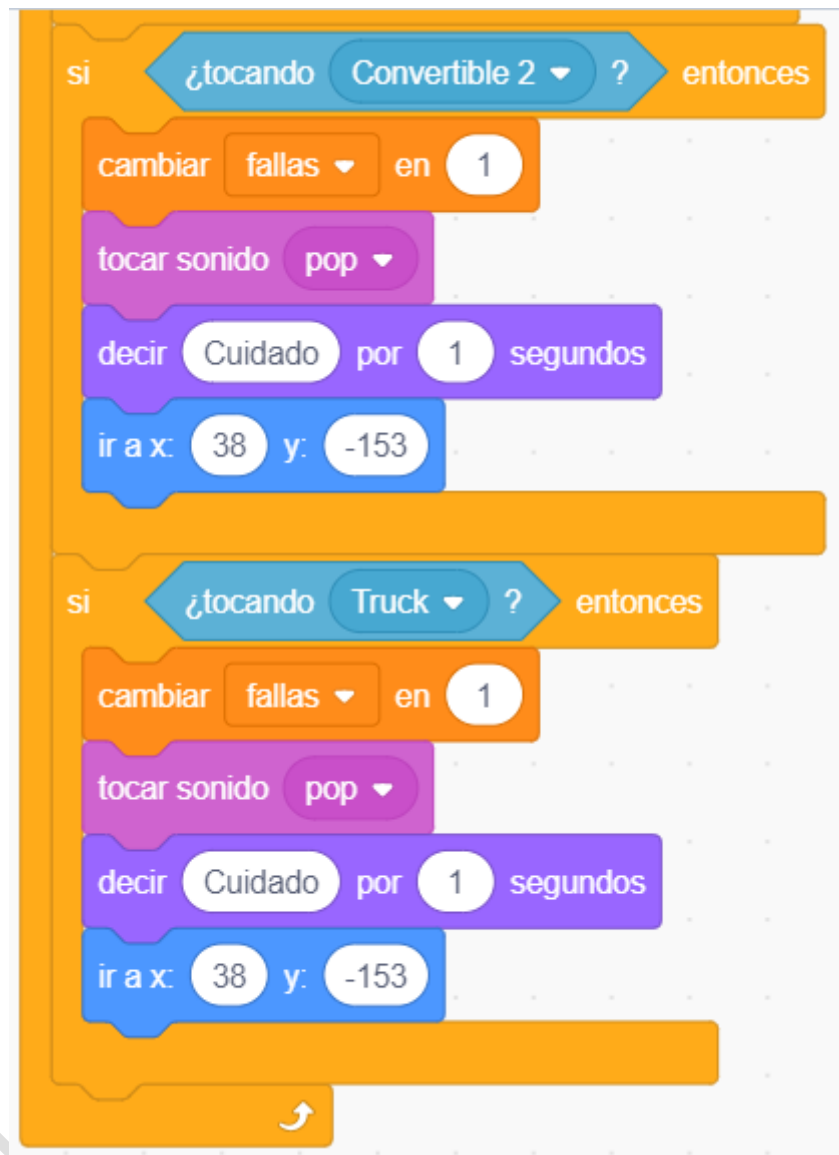 si ¿tocando Convertible 2 ? entonces
cambiar fallas en 1
tocar sonido pop
decir Cuidado por 1 segundos
ir a x: 38 y: -153
si ¿tocando Truck ? entonces
cambiar fallas en 1
tocar sonido pop
decir Cuidado por 1 segundos
ir a x: 38 y: -153